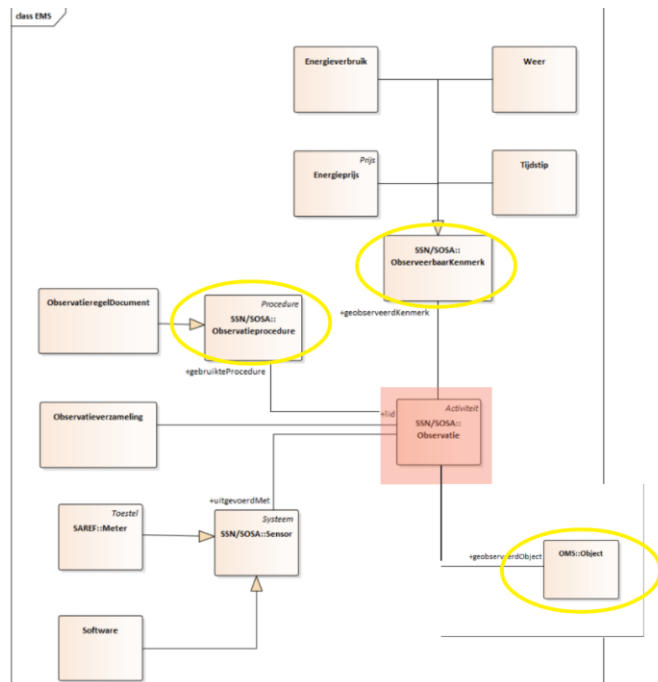 class EMS
Energieverbruik
Weer
Prijs
Energieprijs
Tijdstip
SSN/SOSA::
ObserveerbaarKenmerk
+geobserveerdKenmerk
ObservatieregelDocument
Procedure
SSN/SOSA::
Observatieprocedure
+gebruikteProcedure
Observatieverzameling
+lid
Activiteit
SSN/SOSA::
Observatie
+uitgevoerdMet
Toestel
SAREF::Meter
Systeem
SSN/SOSA::Sensor
+geobserveerdObject
OMS::Object
Software